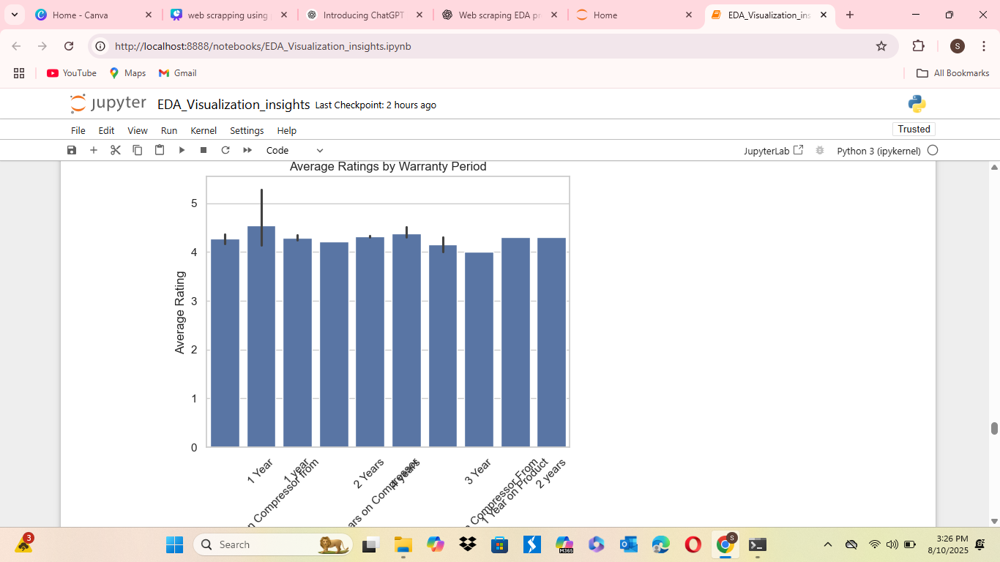 Home - Canva
web scrapping using
Introducing ChatGPT
Web scraping EDA pr
Home
EDA_Visualization_ins
http://localhost:8888/notebooks/EDA_Visualization_insights.ipynb
S
YouTube
Maps
Gmail
All Bookmarks
jupyter EDA_Visualization_insights Last Checkpoint: 2 hours ago
File Edit View Run Kernel Settings Help
Trusted
Code
JupyterLab
Python 3 (ipykernel)
Average Ratings by Warranty Period
Average Rating
5
4
3
2
1
0
1 Year
1 year
n Compressor from
2 Years
4 years
ars on Compressor
3 Year
n Compressor From
1 Year on Product
2 years
3
Search
M365
S
3:26 PM
8/10/2025